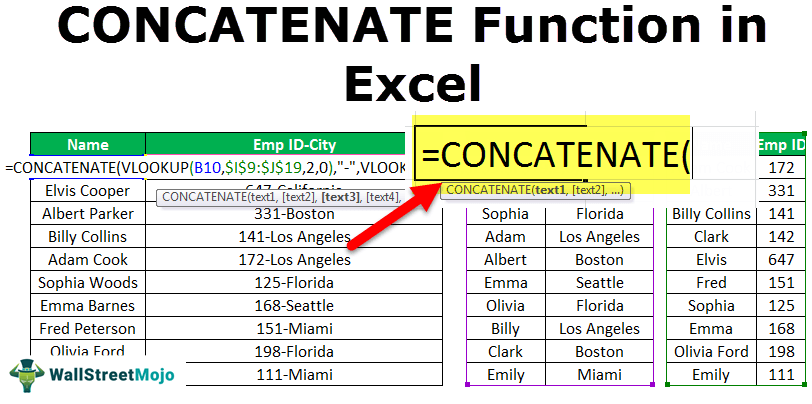 CONCATENATE Function in
Excel
Name Emp ID-City
=CONCATENATE(VLOOKUP(B10,$I$9:$J$19,2,0),"-",VLOOK
CONCATENATE(text1, [text2], [text3], [text4],
Elvis Cooper
Albert Parker 331-Boston
Billy Collins 141-Los Angeles
Adam Cook 172-Los Angeles
Sophia Woods 125-Florida
Emma Barnes 168-Seattle
Fred Peterson 151-Miami
Olivia Ford 198-Florida
111-Miami
=CONCATENATE(
CONCATENATE(text1, [text2], ...)
Sophia Florida
Adam Los Angeles
Albert Boston
Emma Seattle
Olivia Florida
Billy Los Angeles
Clark Boston
Emily Miami
Emp ID
172
331
Billy Collins 141
Clark 142
Elvis 647
Fred 151
Sophia 125
Emma 168
Olivia Ford 198
Emily 111
WallStreetMojo